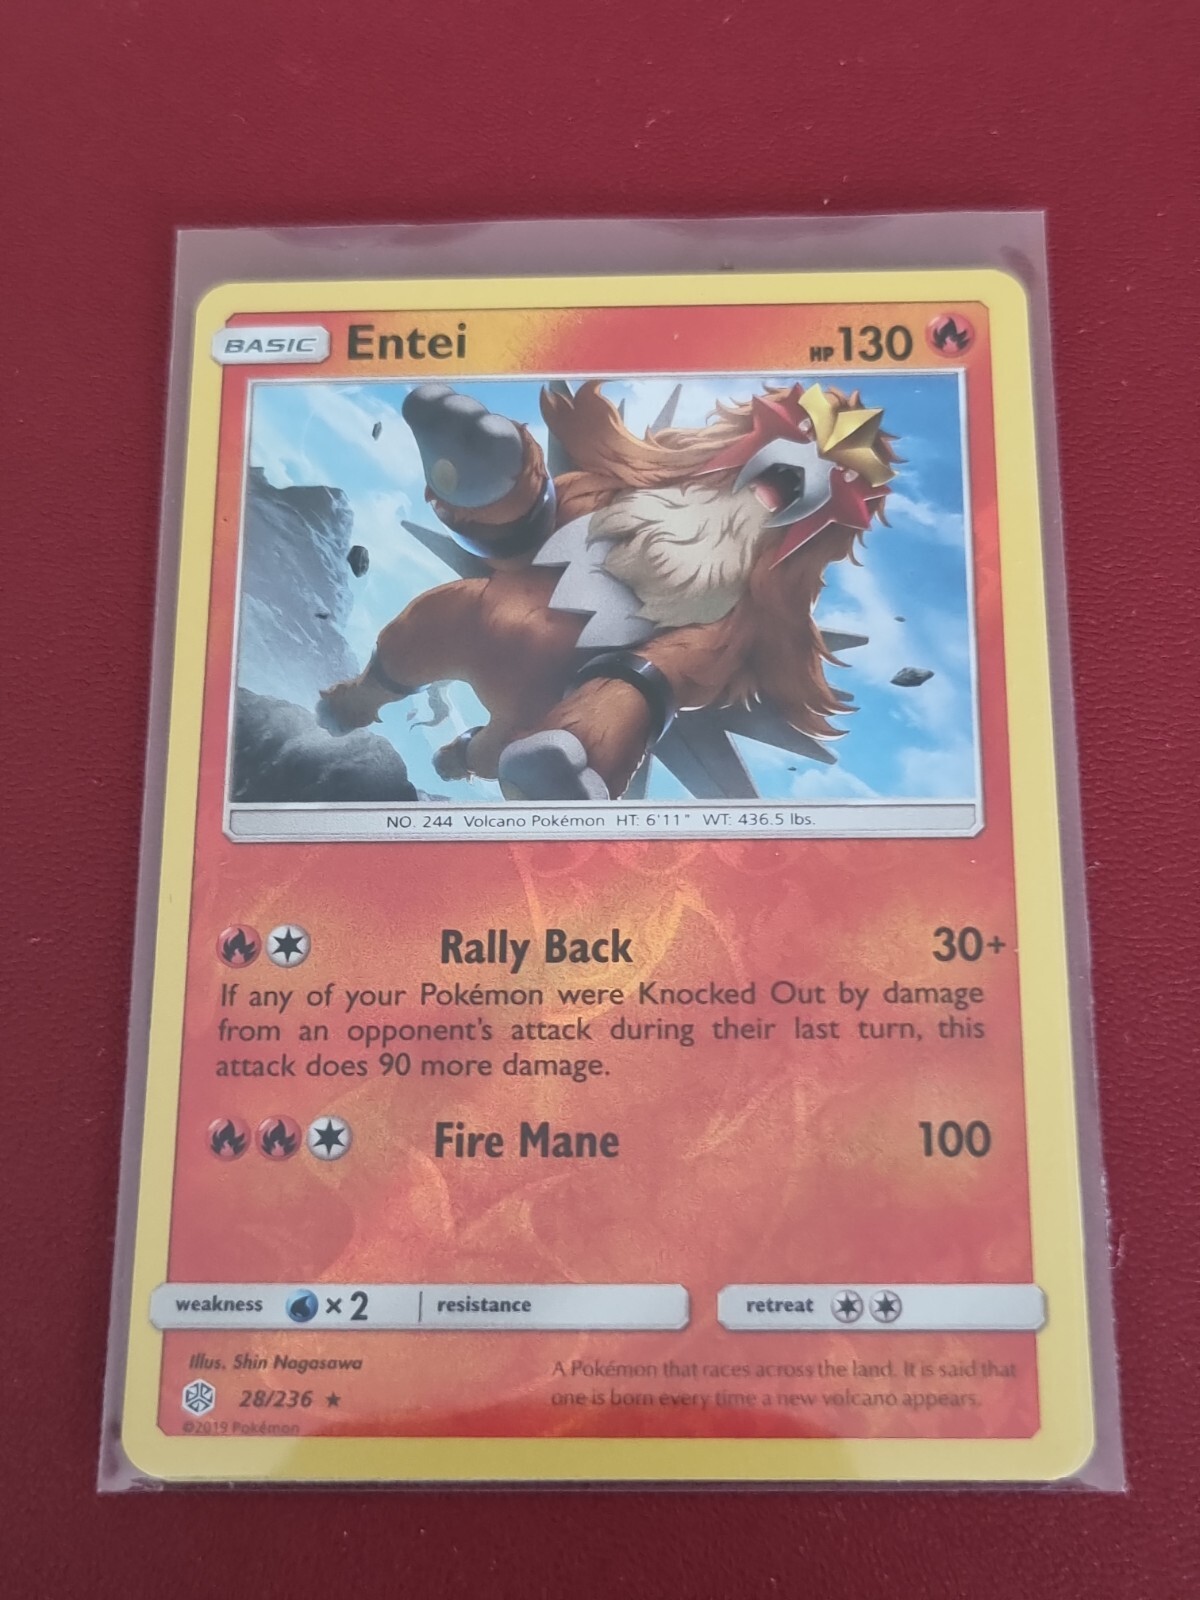 BASIC Entei HP 130
NO. 244 Volcano Pokémon HT: 6'11" WT: 436.5 lbs.
Rally Back 30+
If any of your Pokémon were Knocked Out by damage
from an opponent's attack during their last turn, this
attack does 90 more damage.
Fire Mane 100
weakness ×2 resistance retreat
Illus. Shin Nagasawa
A Pokémon that races across the land. It is said that
28/236 ★ one is born every time a new volcano appears.
©2019 Pokémon